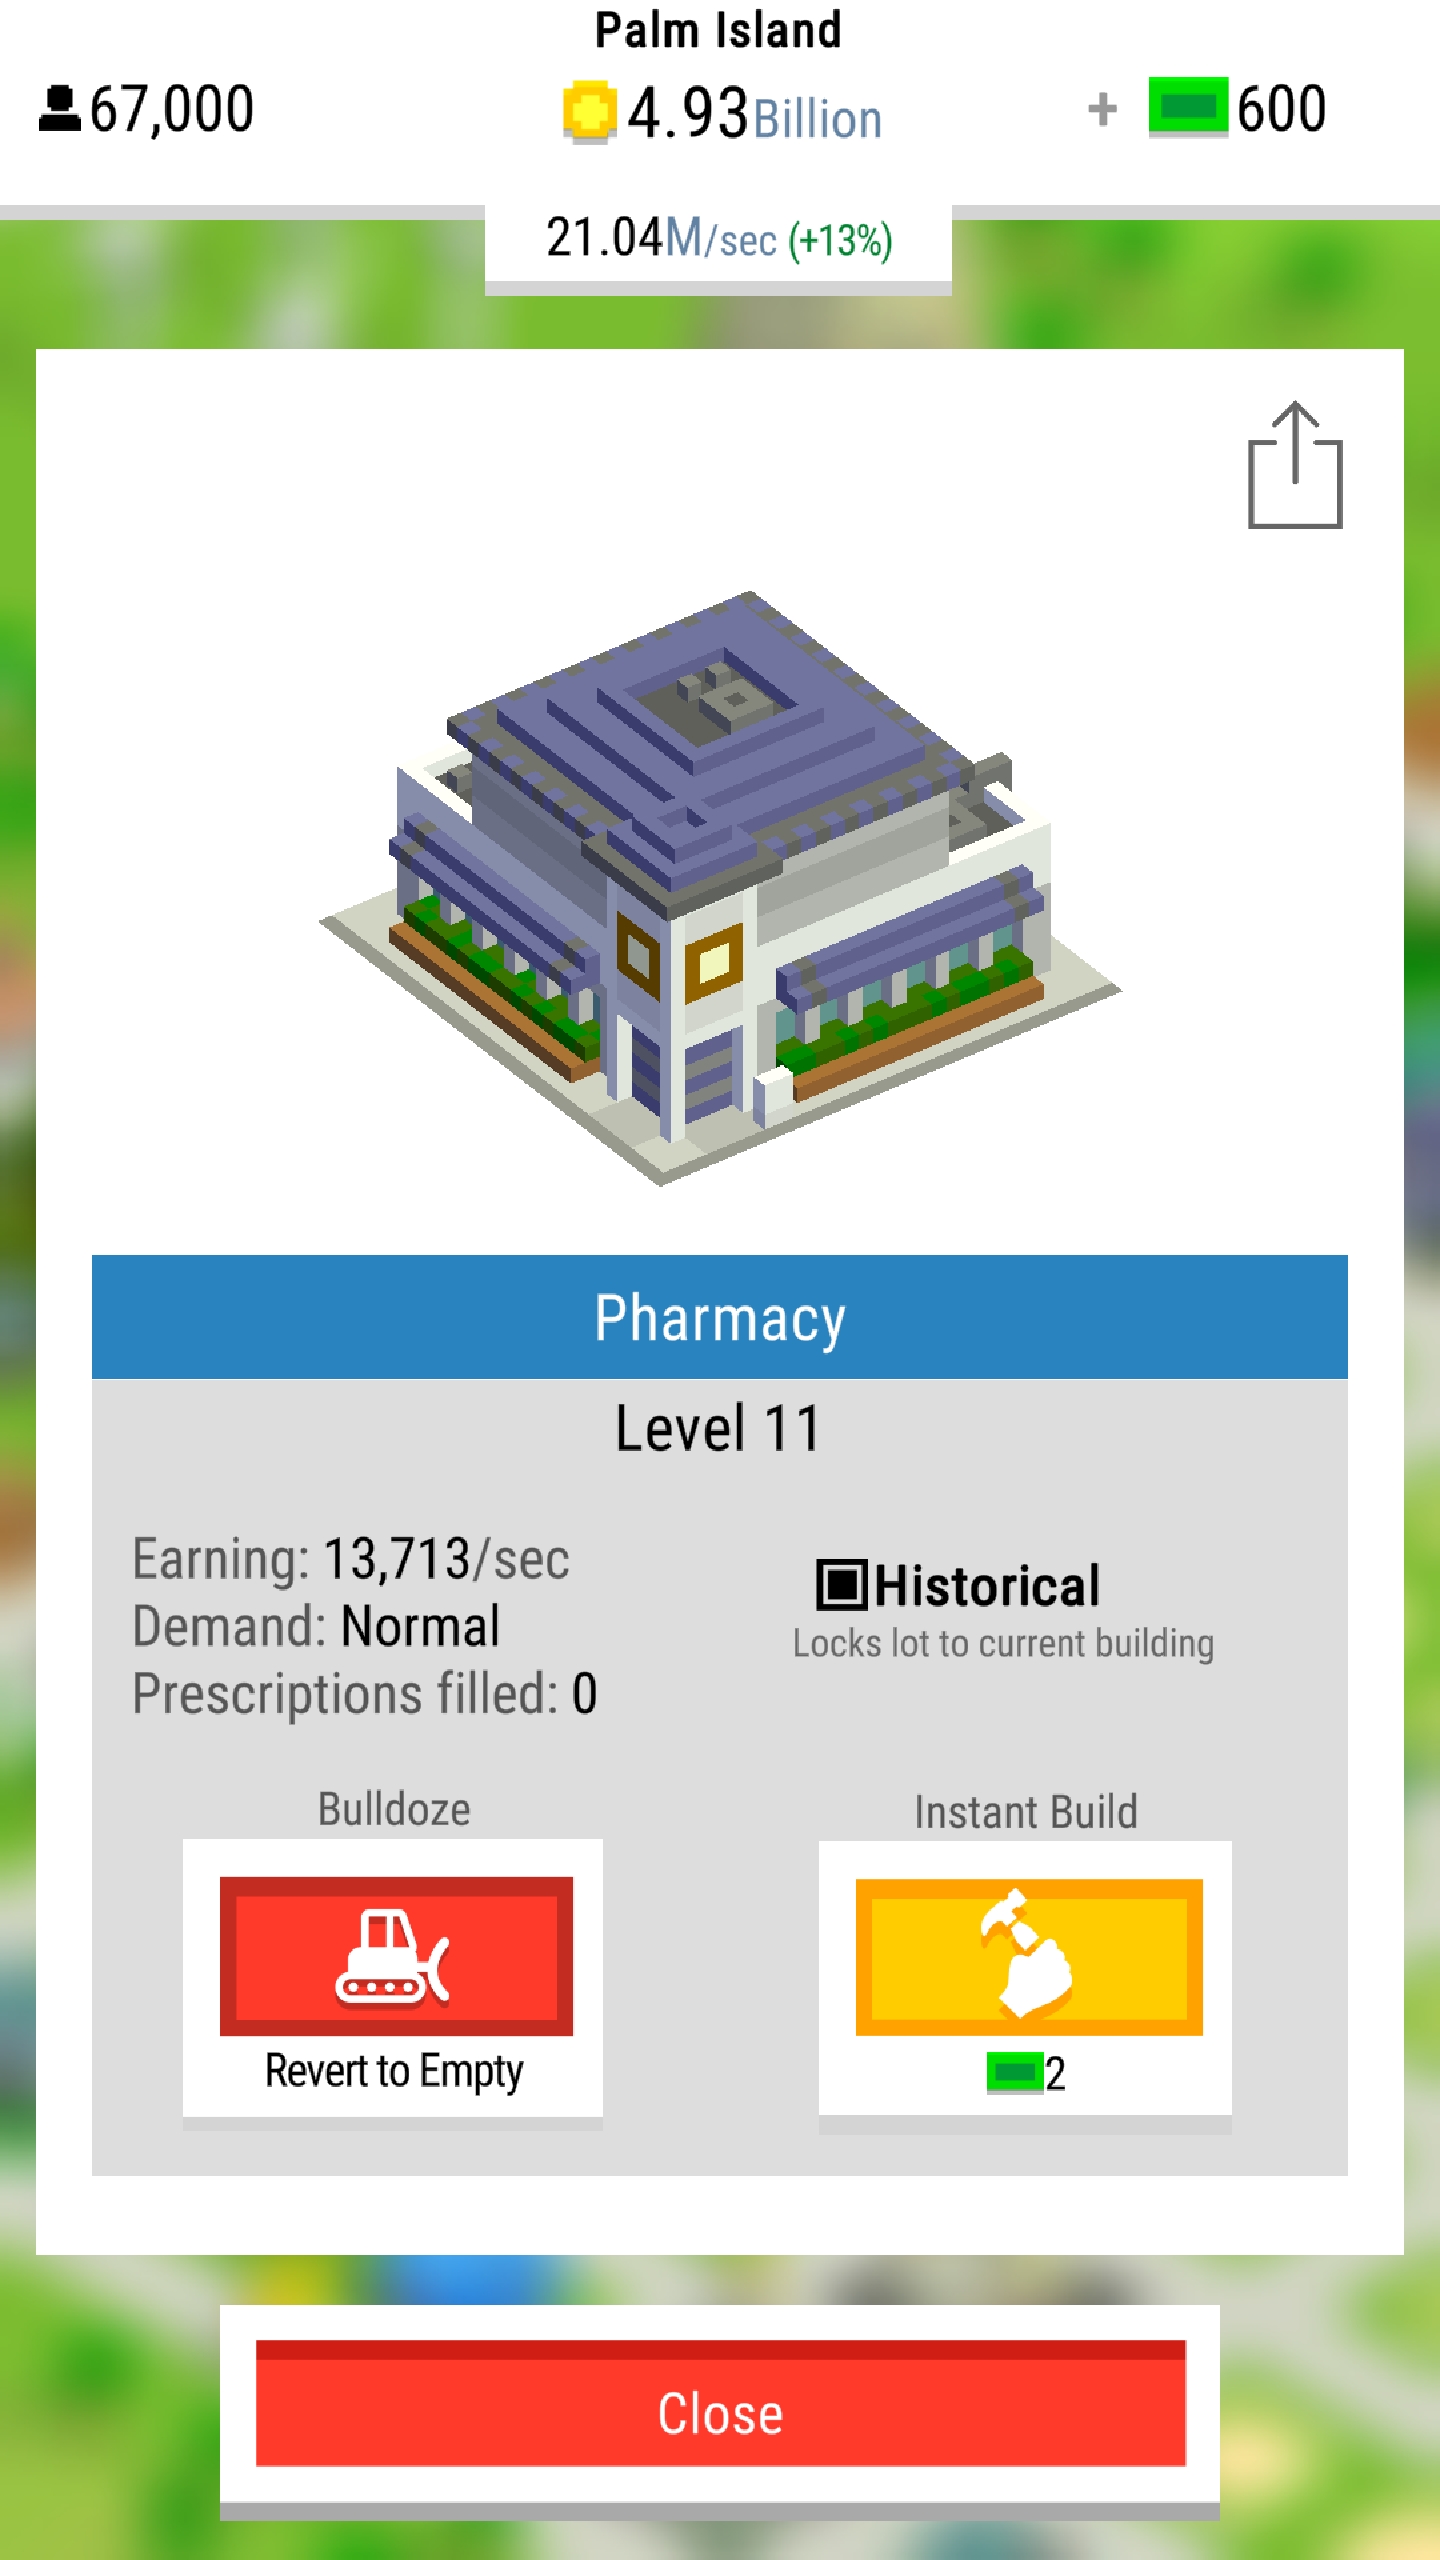 Palm Island
67,000
4.93Billion
+ 600
21.04M/sec (+13%)
Pharmacy
Level 11
Earning: 13,713/sec
Demand: Normal
Prescriptions filled: 0
Historical
Locks lot to current building
Bulldoze
Revert to Empty
Instant Build
2
Close